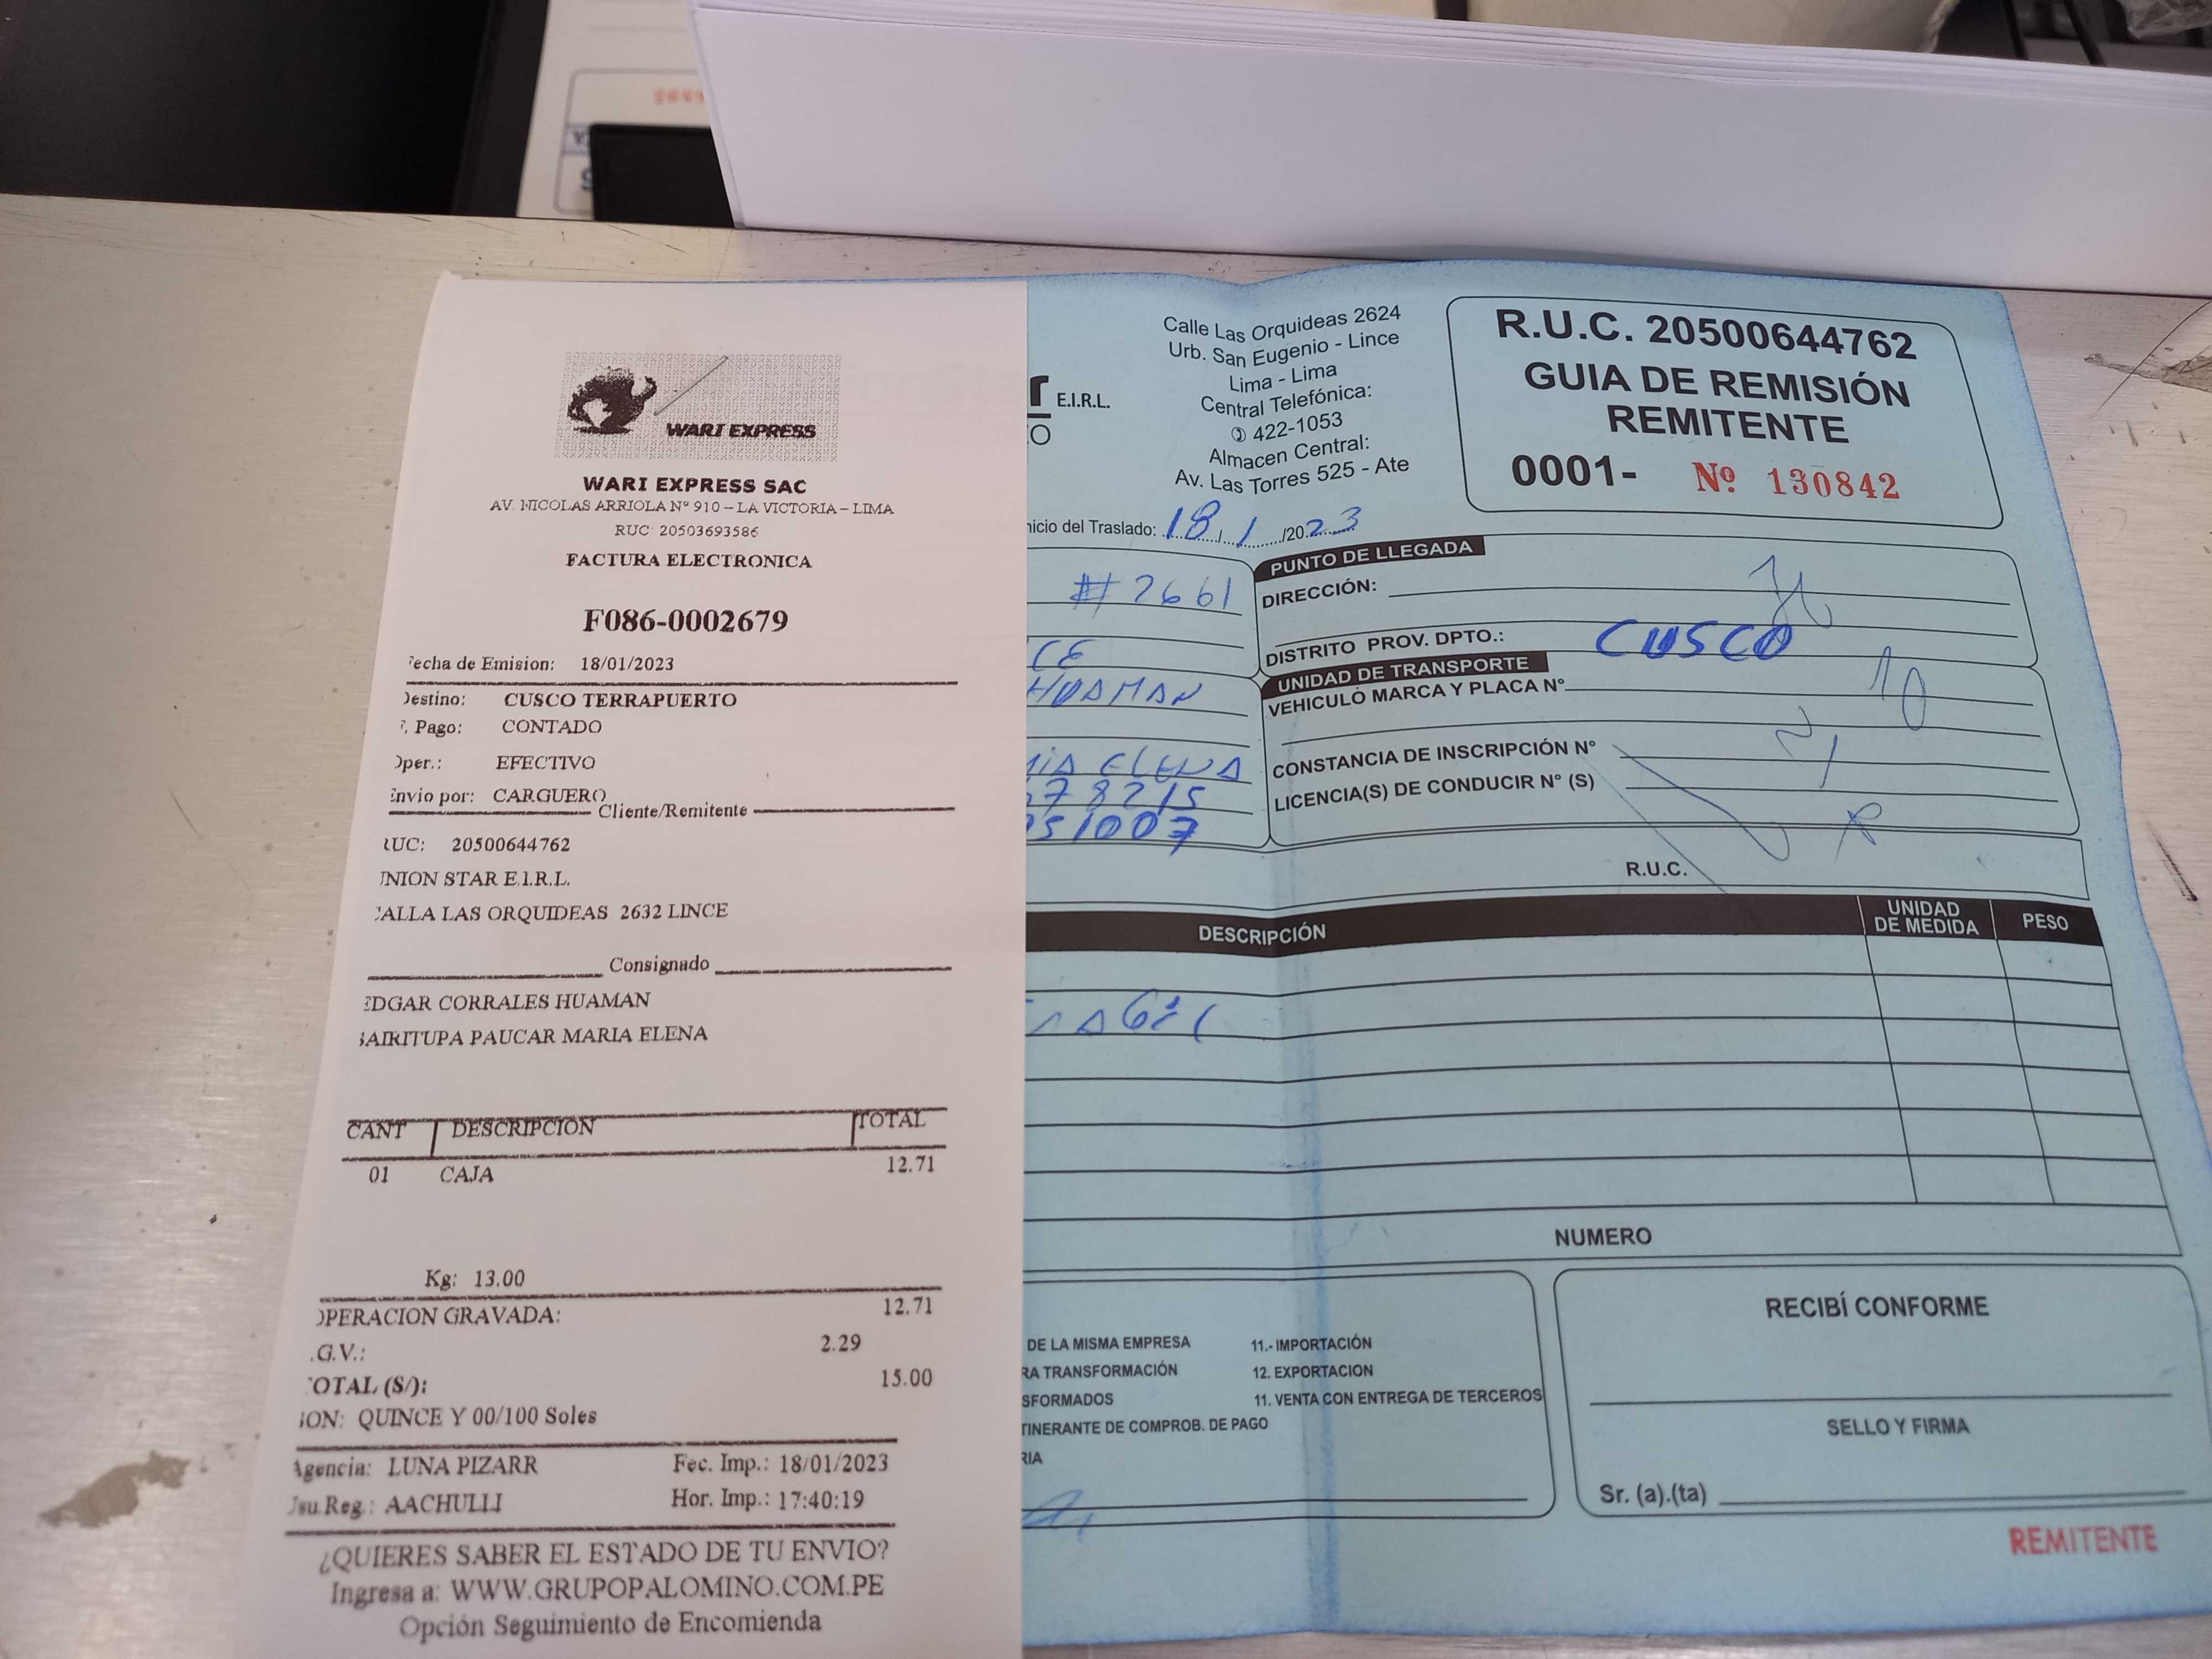 WARI EXPRESS
WARI EXPRESS SAC
AV. NICOLAS ARRIOLA Nº 910 – LA VICTORIA – LIMA
RUC: 20503693586
FACTURA ELECTRONICA
F086-0002679
Fecha de Emision: 18/01/2023
Destino: CUSCO TERRAPUERTO
F. Pago: CONTADO
Oper.: EFECTIVO
Envio por: CARGUERO
Cliente/Remitente
RUC: 20500644762
UNION STAR E.I.R.L.
CALLA LAS ORQUIDEAS 2632 LINCE
Consignado
EDGAR CORRALES HUAMAN
AIRITUPA PAUCAR MARIA ELENA
CANT DESCRIPCION TOTAL
01 CAJA 12.71
Kg: 13.00
OPERACION GRAVADA: 12.71
.G.V.: 2.29
TOTAL (S/): 15.00
SON: QUINCE Y 00/100 Soles
Agencia: LUNA PIZARR Fec. Imp.: 18/01/2023
Usu.Reg.: AACHULLI Hor. Imp.: 17:40:19
¿QUIERES SABER EL ESTADO DE TU ENVIO?
Ingresa a: WWW.GRUPOPALOMINO.COM.PE
Opción Seguimiento de Encomienda
r E.I.R.L.
O
Calle Las Orquideas 2624
Urb. San Eugenio - Lince
Lima - Lima
Central Telefónica:
422-1053
Almacen Central:
Av. Las Torres 525 - Ate
R.U.C. 20500644762
GUIA DE REMISIÓN
REMITENTE
0001- Nº 130842
nicio del Traslado: 18/1/2023
#2661
CE
HUAMAN
ELENA
78215
51007
PUNTO DE LLEGADA
DIRECCIÓN:
DISTRITO PROV. DPTO.: CUSCO
UNIDAD DE TRANSPORTE
VEHICULO MARCA Y PLACA Nº
CONSTANCIA DE INSCRIPCIÓN Nº
LICENCIA(S) DE CONDUCIR Nº (S)
R.U.C.
DESCRIPCIÓN UNIDAD DE MEDIDA PESO
NUMERO
DE LA MISMA EMPRESA 11.- IMPORTACIÓN
RA TRANSFORMACIÓN 12. EXPORTACION
SFORMADOS 11. VENTA CON ENTREGA DE TERCEROS
TINERANTE DE COMPROB. DE PAGO
RIA
RECIBÍ CONFORME
SELLO Y FIRMA
Sr. (a).(ta)
REMITENTE